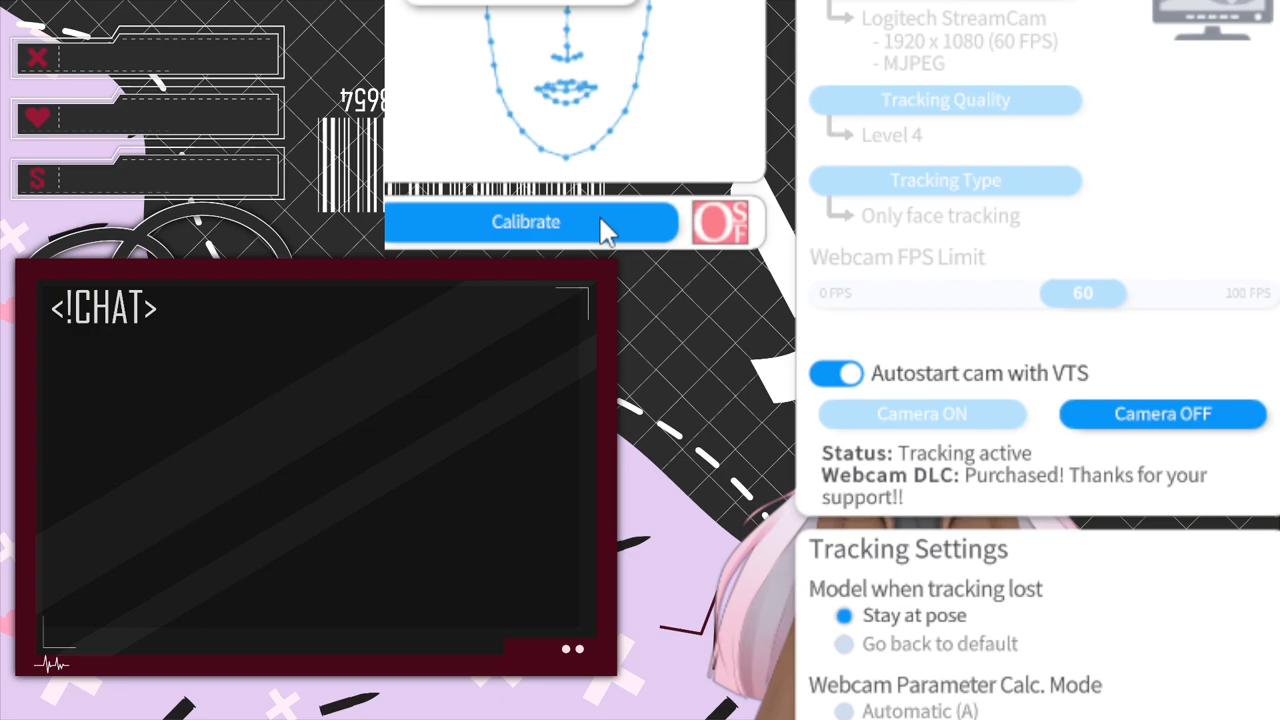 S
8654
<!CHAT>
Calibrate
OSF
Logitech StreamCam
- 1920 x 1080 (60 FPS)
- MJPEG
Tracking Quality
Level 4
Tracking Type
Only face tracking
Webcam FPS Limit
0 FPS
60
100 FPS
Autostart cam with VTS
Camera ON
Camera OFF
Status: Tracking active
Webcam DLC: Purchased! Thanks for your
support!!
Tracking Settings
Model when tracking lost
Stay at pose
Go back to default
Webcam Parameter Calc. Mode
Automatic (A)